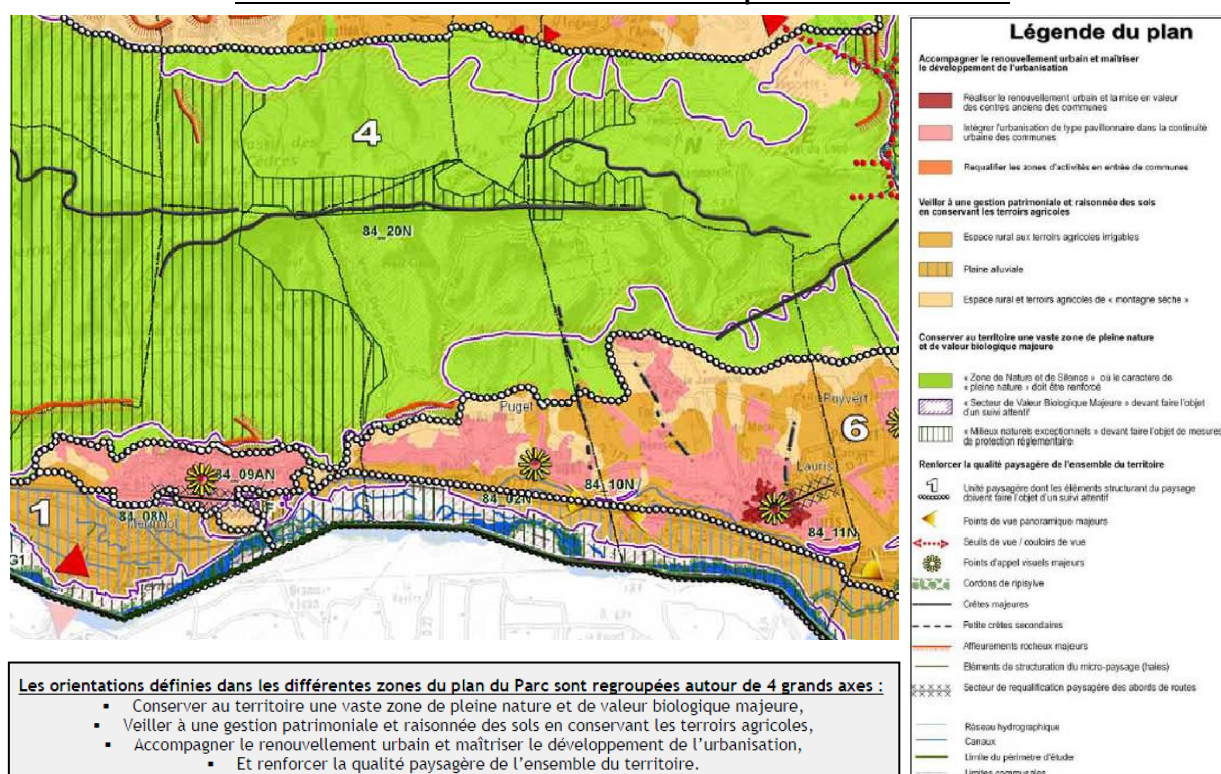 4
84_20N
Puget
Puyvert
6
Lauris
84_09AN
84_10N
84_02N
84_08N
84_11N
1
G1
Légende du plan
Accompagner le renouvellement urbain et maîtriser
le développement de l'urbanisation
Réaliser le renouvellement urbain et la mise en valeur
des centres anciens des communes
Intégrer l'urbanisation de type pavillonnaire dans la continuité
urbaine des communes
Requalifier les zones d'activités en entrée de communes
Veiller à une gestion patrimoniale et raisonnée des sols
en conservant les terroirs agricoles
Espace rural aux terroirs agricoles irrigables
Plaine alluviale
Espace rural et terroirs agricoles de « montagne sèche »
Conserver au territoire une vaste zone de pleine nature
et de valeur biologique majeure
« Zone de Nature et de Silence » où le caractère de
« pleine nature » doit être renforcé
« Secteur de Valeur Biologique Majeure » devant faire l'objet
d'un suivi attentif
« Milieux naturels exceptionnels » devant faire l'objet de mesures
de protection réglementaire
Renforcer la qualité paysagère de l'ensemble du territoire
1
Unité paysagère dont les éléments structurant du paysage
doivent faire l'objet d'un suivi attentif
Points de vue panoramique majeurs
Seuils de vue / couloirs de vue
Points d'appel visuels majeurs
Cordons de ripisylve
Crêtes majeures
Petite crêtes secondaires
Affleurements rocheux majeurs
Eléments de structuration du micro-paysage (haies)
Secteur de requalification paysagère des abords de routes
Réseau hydrographique
Canaux
Limite du périmètre d'étude
Limites communales
Les orientations définies dans les différentes zones du plan du Parc sont regroupées autour de 4 grands axes :
▪ Conserver au territoire une vaste zone de pleine nature et de valeur biologique majeure,
▪ Veiller à une gestion patrimoniale et raisonnée des sols en conservant les terroirs agricoles,
▪ Accompagner le renouvellement urbain et maîtriser le développement de l'urbanisation,
▪ Et renforcer la qualité paysagère de l'ensemble du territoire.